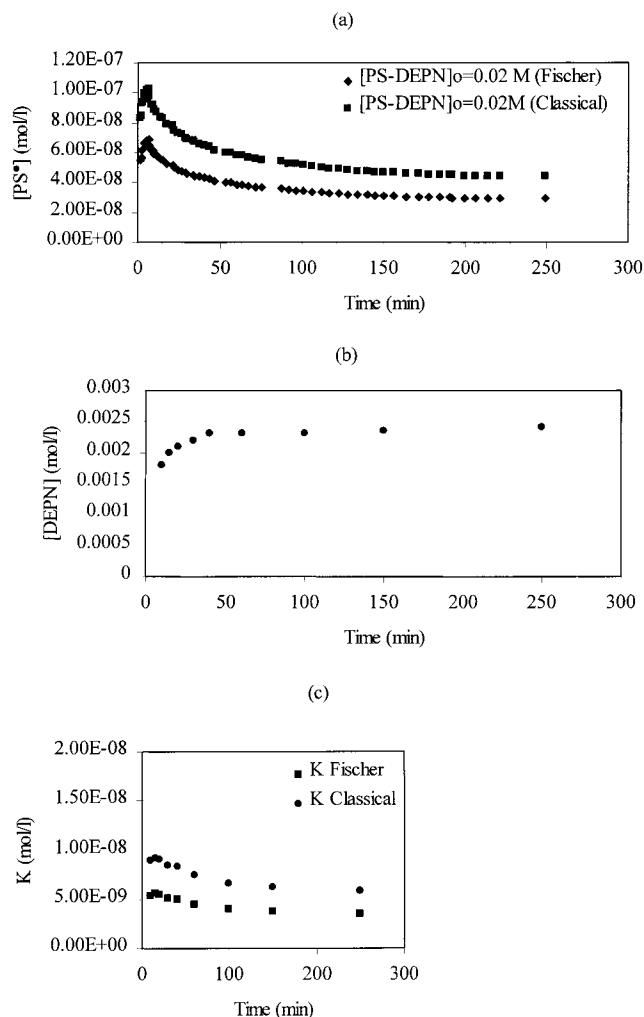 (a)
1.20E-07
1.00E-07
8.00E-08
6.00E-08
4.00E-08
2.00E-08
0.00E+00
[PS•] (mol/l)
[PS-DEPN]o=0.02 M (Fischer)
[PS-DEPN]o=0.02M (Classical)
0 50 100 150 200 250 300
Time (min)
(b)
0.003
0.0025
0.002
0.0015
0.001
0.0005
0
[DEPN] (mol/l)
0 50 100 150 200 250 300
Time (min)
(c)
2.00E-08
1.50E-08
1.00E-08
5.00E-09
0.00E+00
K (mol/l)
K Fischer
K Classical
0 100 200 300
Time (min)